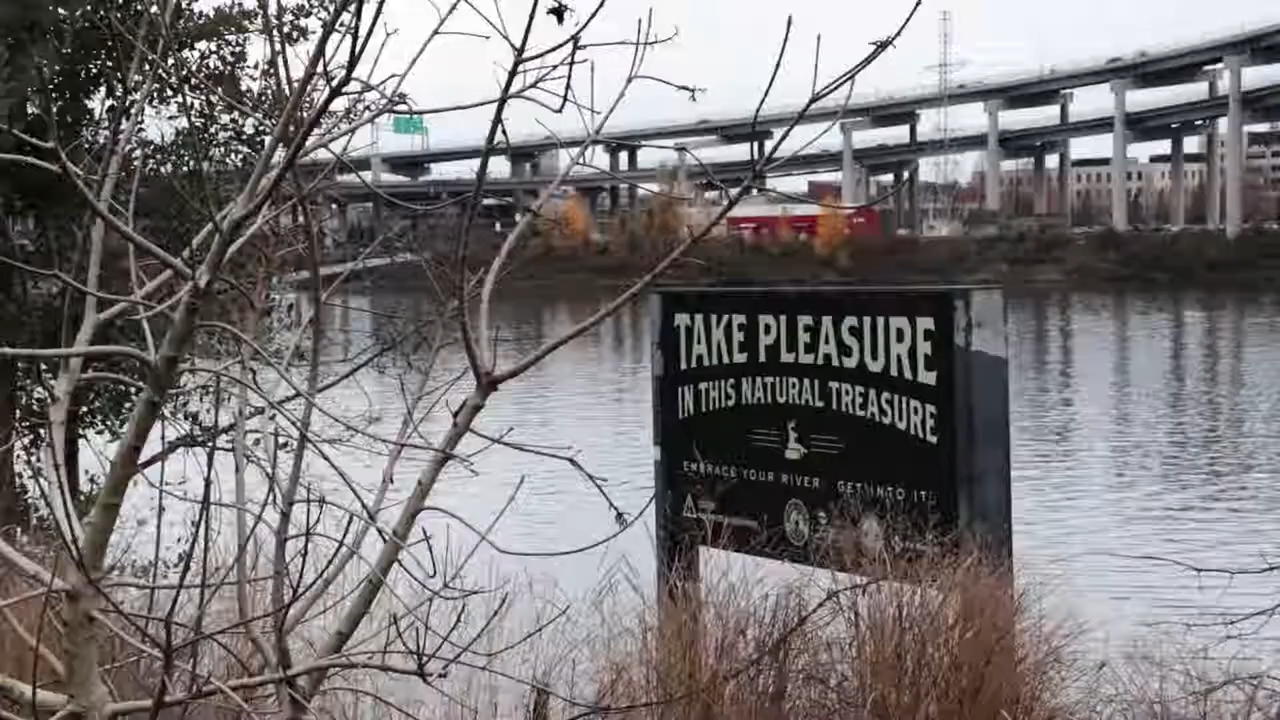 TAKE PLEASURE
IN THIS NATURAL TREASURE
EMBRACE YOUR RIVER GET INTO IT!